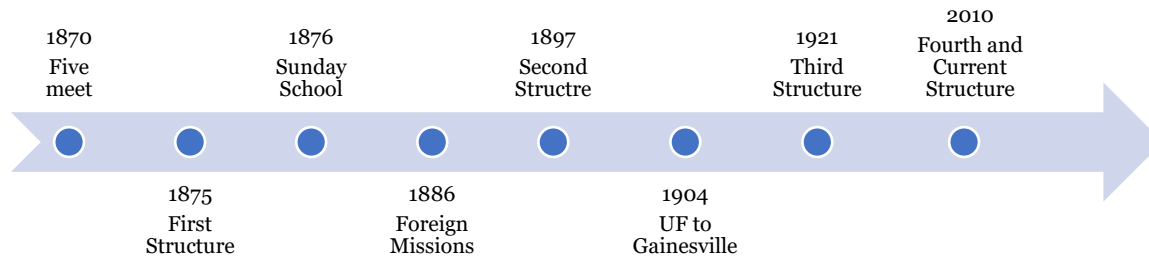 1870
Five
meet
1875
First
Structure
1876
Sunday
School
1886
Foreign
Missions
1897
Second
Structre
1904
UF to
Gainesville
1921
Third
Structure
2010
Fourth and
Current
Structure